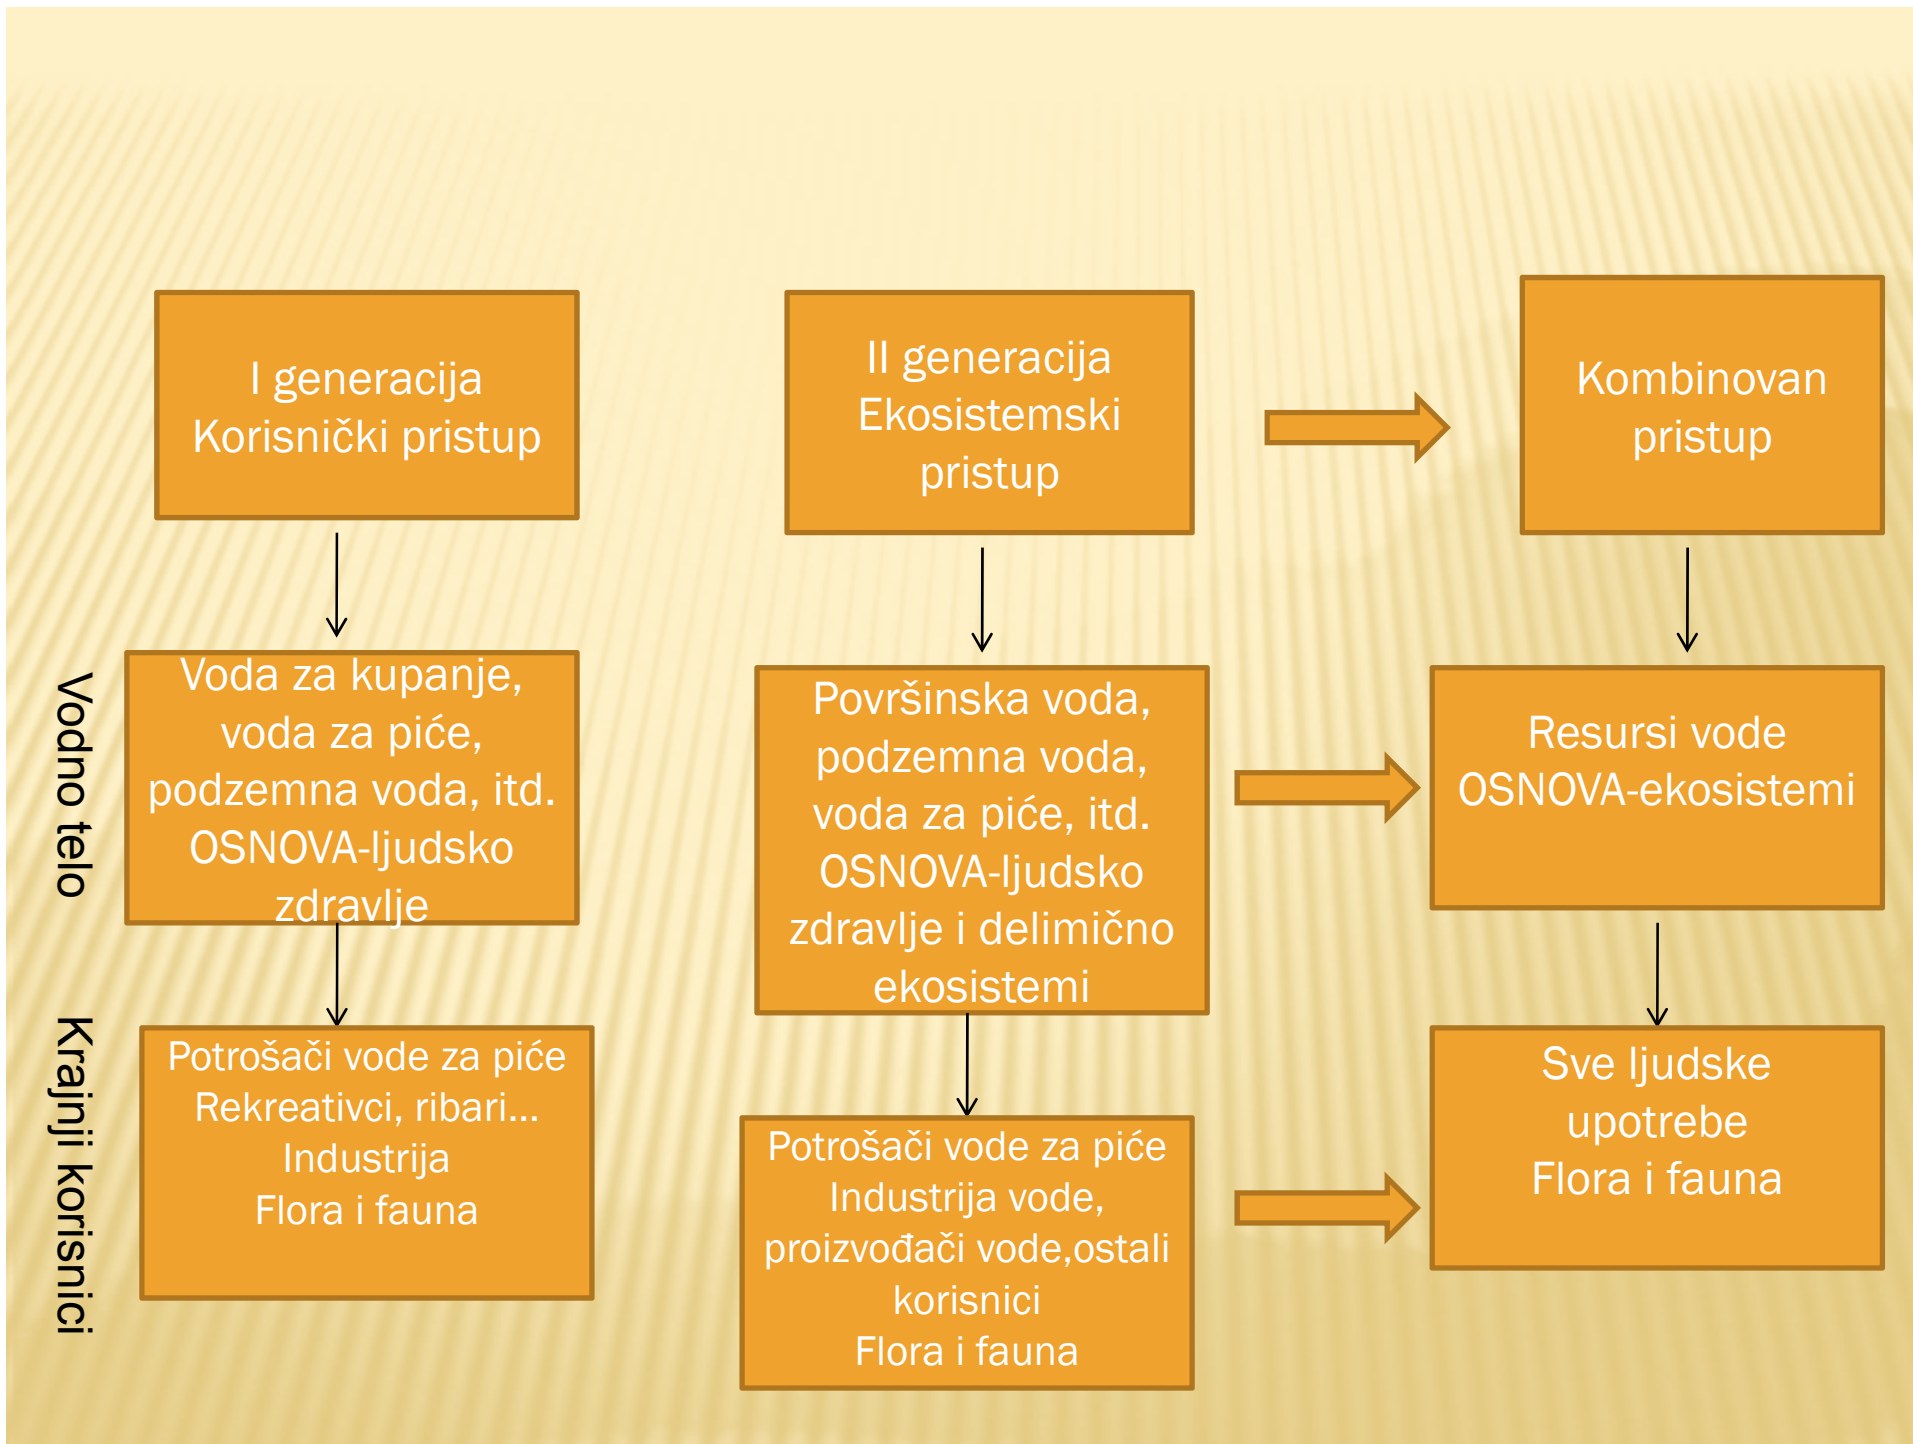 I generacija
Korisnički pristup
II generacija
Ekosistemski
pristup
Kombinovan
pristup
Vodno telo
Voda za kupanje,
voda za piće,
podzemna voda, itd.
OSNOVA-ljudsko
zdravlje
Površinska voda,
podzemna voda,
voda za piće, itd.
OSNOVA-ljudsko
zdravlje i delimično
ekosistemi
Resursi vode
OSNOVA-ekosistemi
Krajnji korisnici
Potrošači vode za piće
Rekreativci, ribari...
Industrija
Flora i fauna
Potrošači vode za piće
Industrija vode,
proizvođači vode,ostali
korisnici
Flora i fauna
Sve ljudske
upotrebe
Flora i fauna